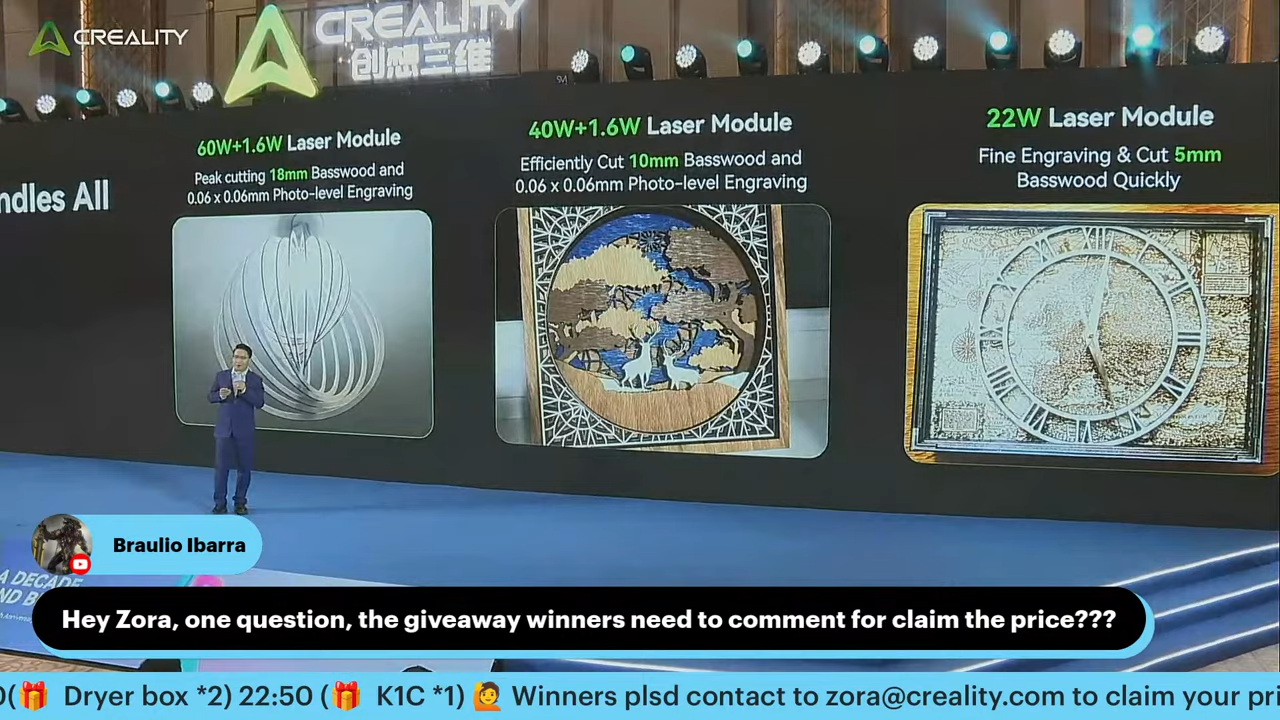 CREALITY
CREALITY
创想三维
ndles All
60W+1.6W Laser Module
Peak cutting 18mm Basswood and
0.06 x 0.06mm Photo-level Engraving
40W+1.6W Laser Module
Efficiently Cut 10mm Basswood and
0.06 x 0.06mm Photo-level Engraving
22W Laser Module
Fine Engraving & Cut 5mm
Basswood Quickly
Braulio Ibarra
A DECADE
Hey Zora, one question, the giveaway winners need to comment for claim the price???
0(🎁 Dryer box *2) 22:50 (🎁 K1C *1) 🙋 Winners plsd contact to zora@creality.com to claim your pri